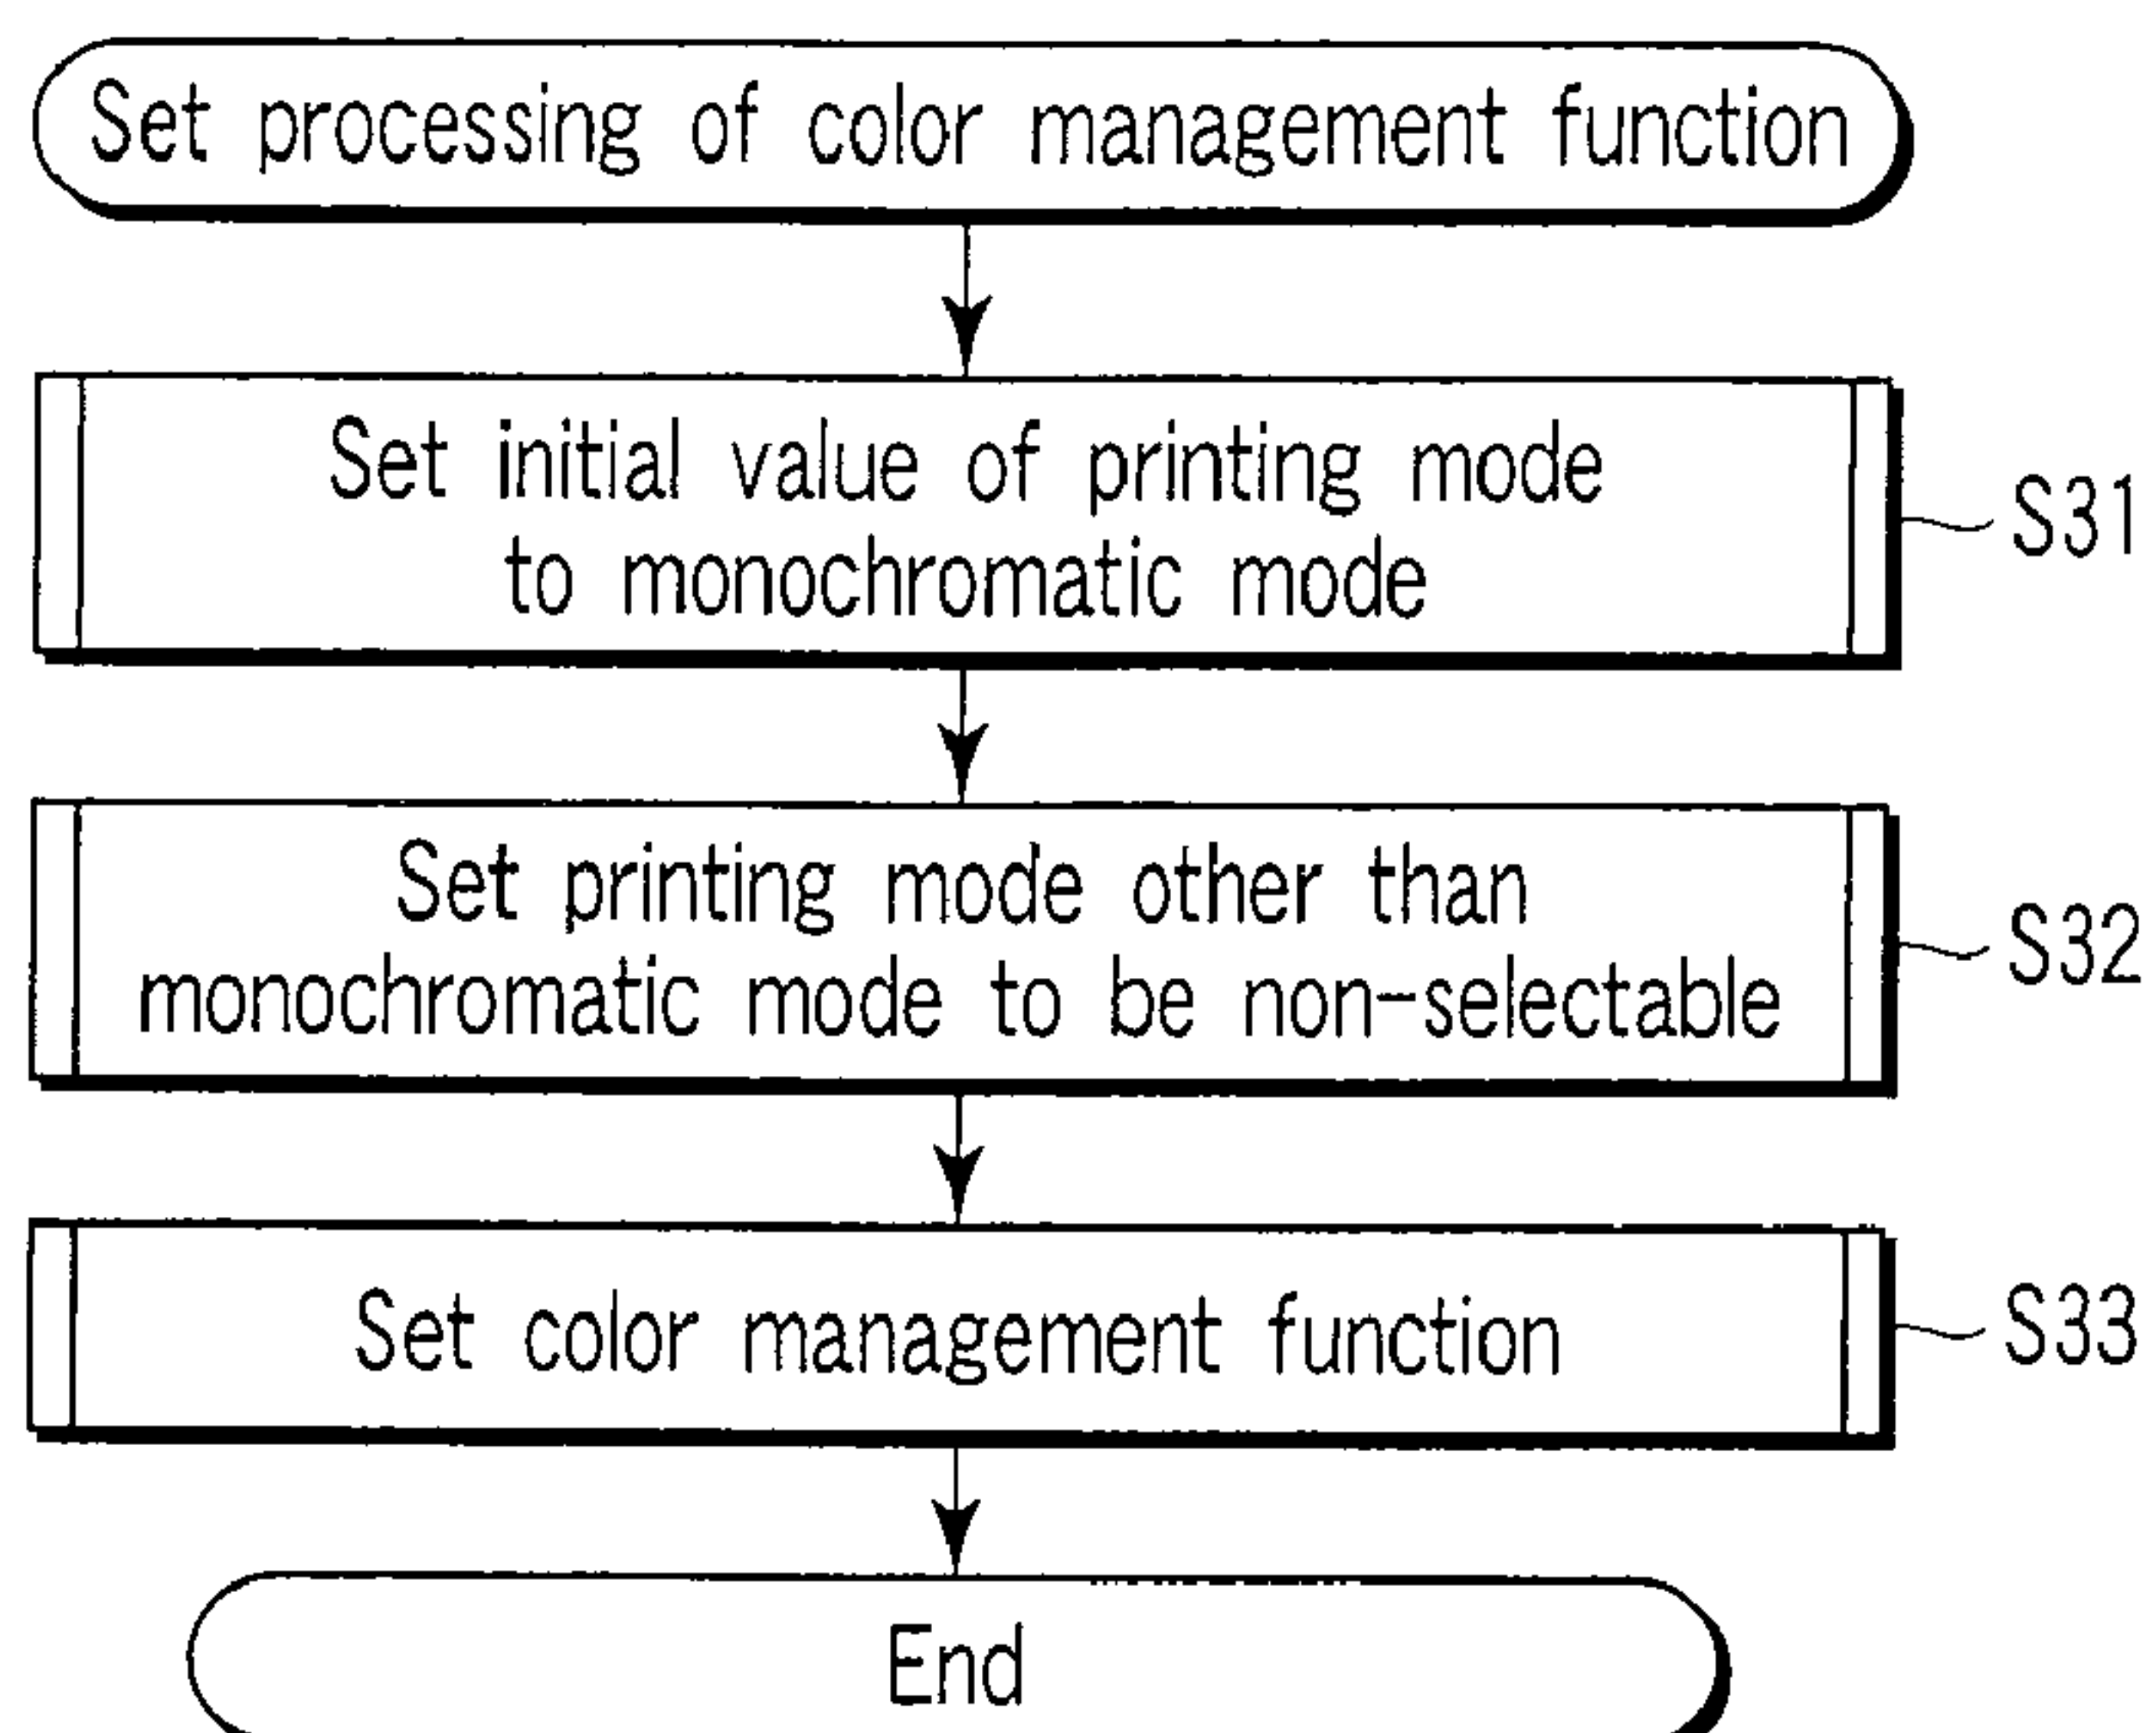 Set processing of color management function
Set initial value of printing mode
to monochromatic mode
S31
Set printing mode other than
monochromatic mode to be non-selectable
S32
Set color management function
S33
End